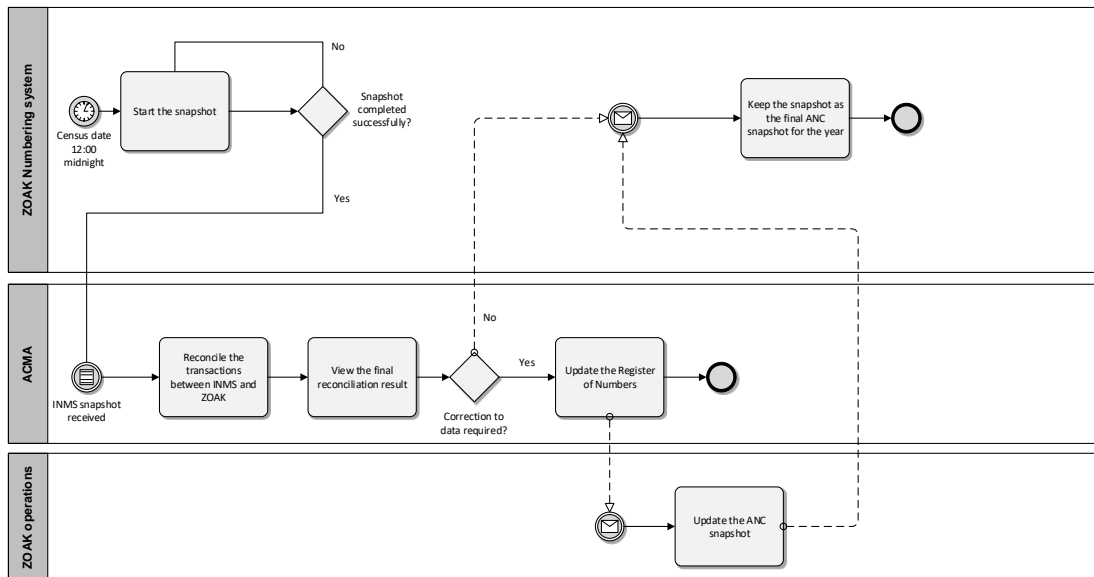 ZOAK Numbering system
Census date
12:00
midnight
Start the snapshot
No
Snapshot
completed
successfully?
Yes
Keep the snapshot as
the final ANC
snapshot for the year
ACMA
INMS snapshot
received
Reconcile the
transactions
between INMS and
ZOAK
View the final
reconciliation result
No
Correction to
data required?
Yes
Update the Register
of Numbers
ZOAK operations
Update the ANC
snapshot